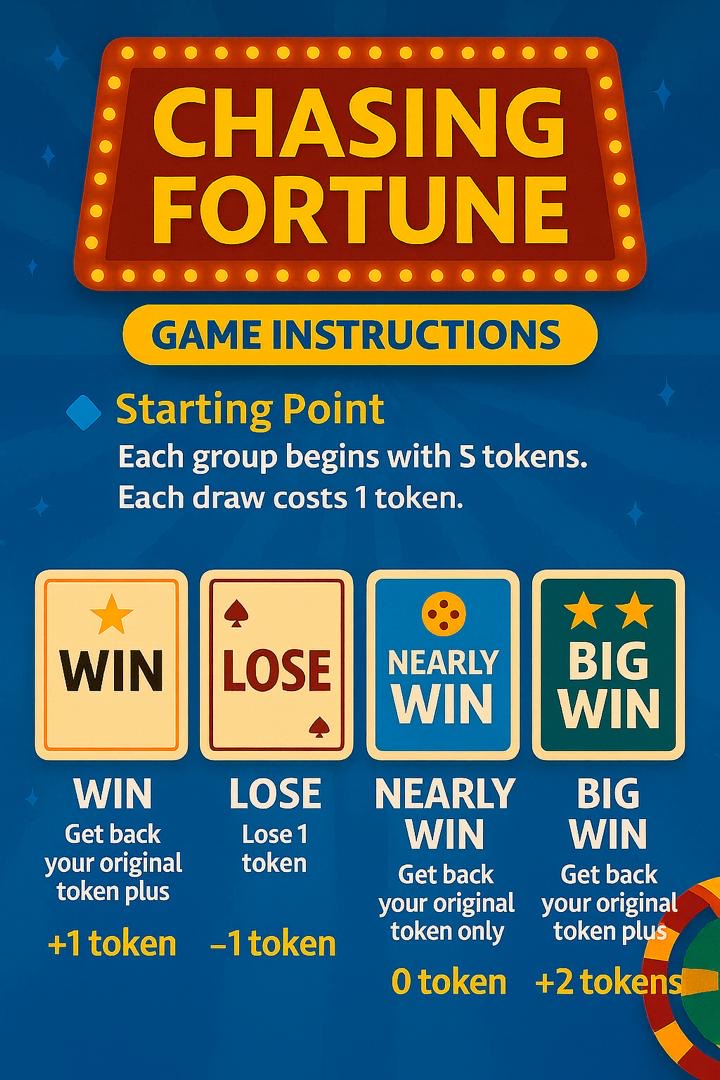 CHASING
FORTUNE
GAME INSTRUCTIONS
Starting Point
Each group begins with 5 tokens.
Each draw costs 1 token.
WIN
LOSE
NEARLY
WIN
BIG
WIN
WIN
Get back
your original
token plus
+1 token
LOSE
Lose 1
token
–1 token
NEARLY
WIN
Get back
your original
token only
0 token
BIG
WIN
Get back
your original
token plus
+2 tokens